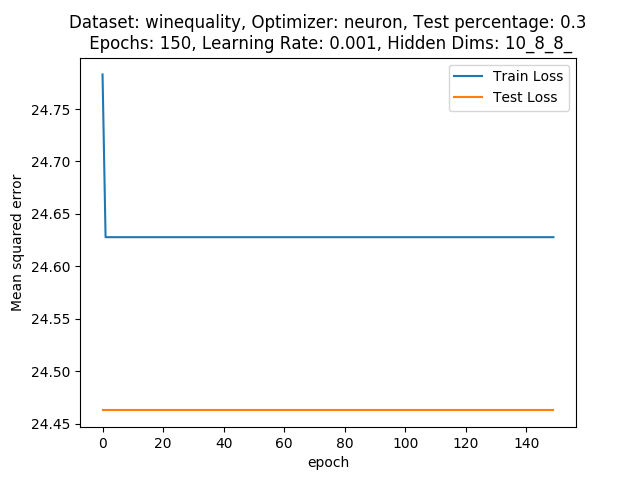 Dataset: winequality, Optimizer: neuron, Test percentage: 0.3
Epochs: 150, Learning Rate: 0.001, Hidden Dims: 10_8_8_
Train Loss
Test Loss
24.75
24.70
24.65
24.60
24.55
24.50
24.45
Mean squared error
0 20 40 60 80 100 120 140
epoch